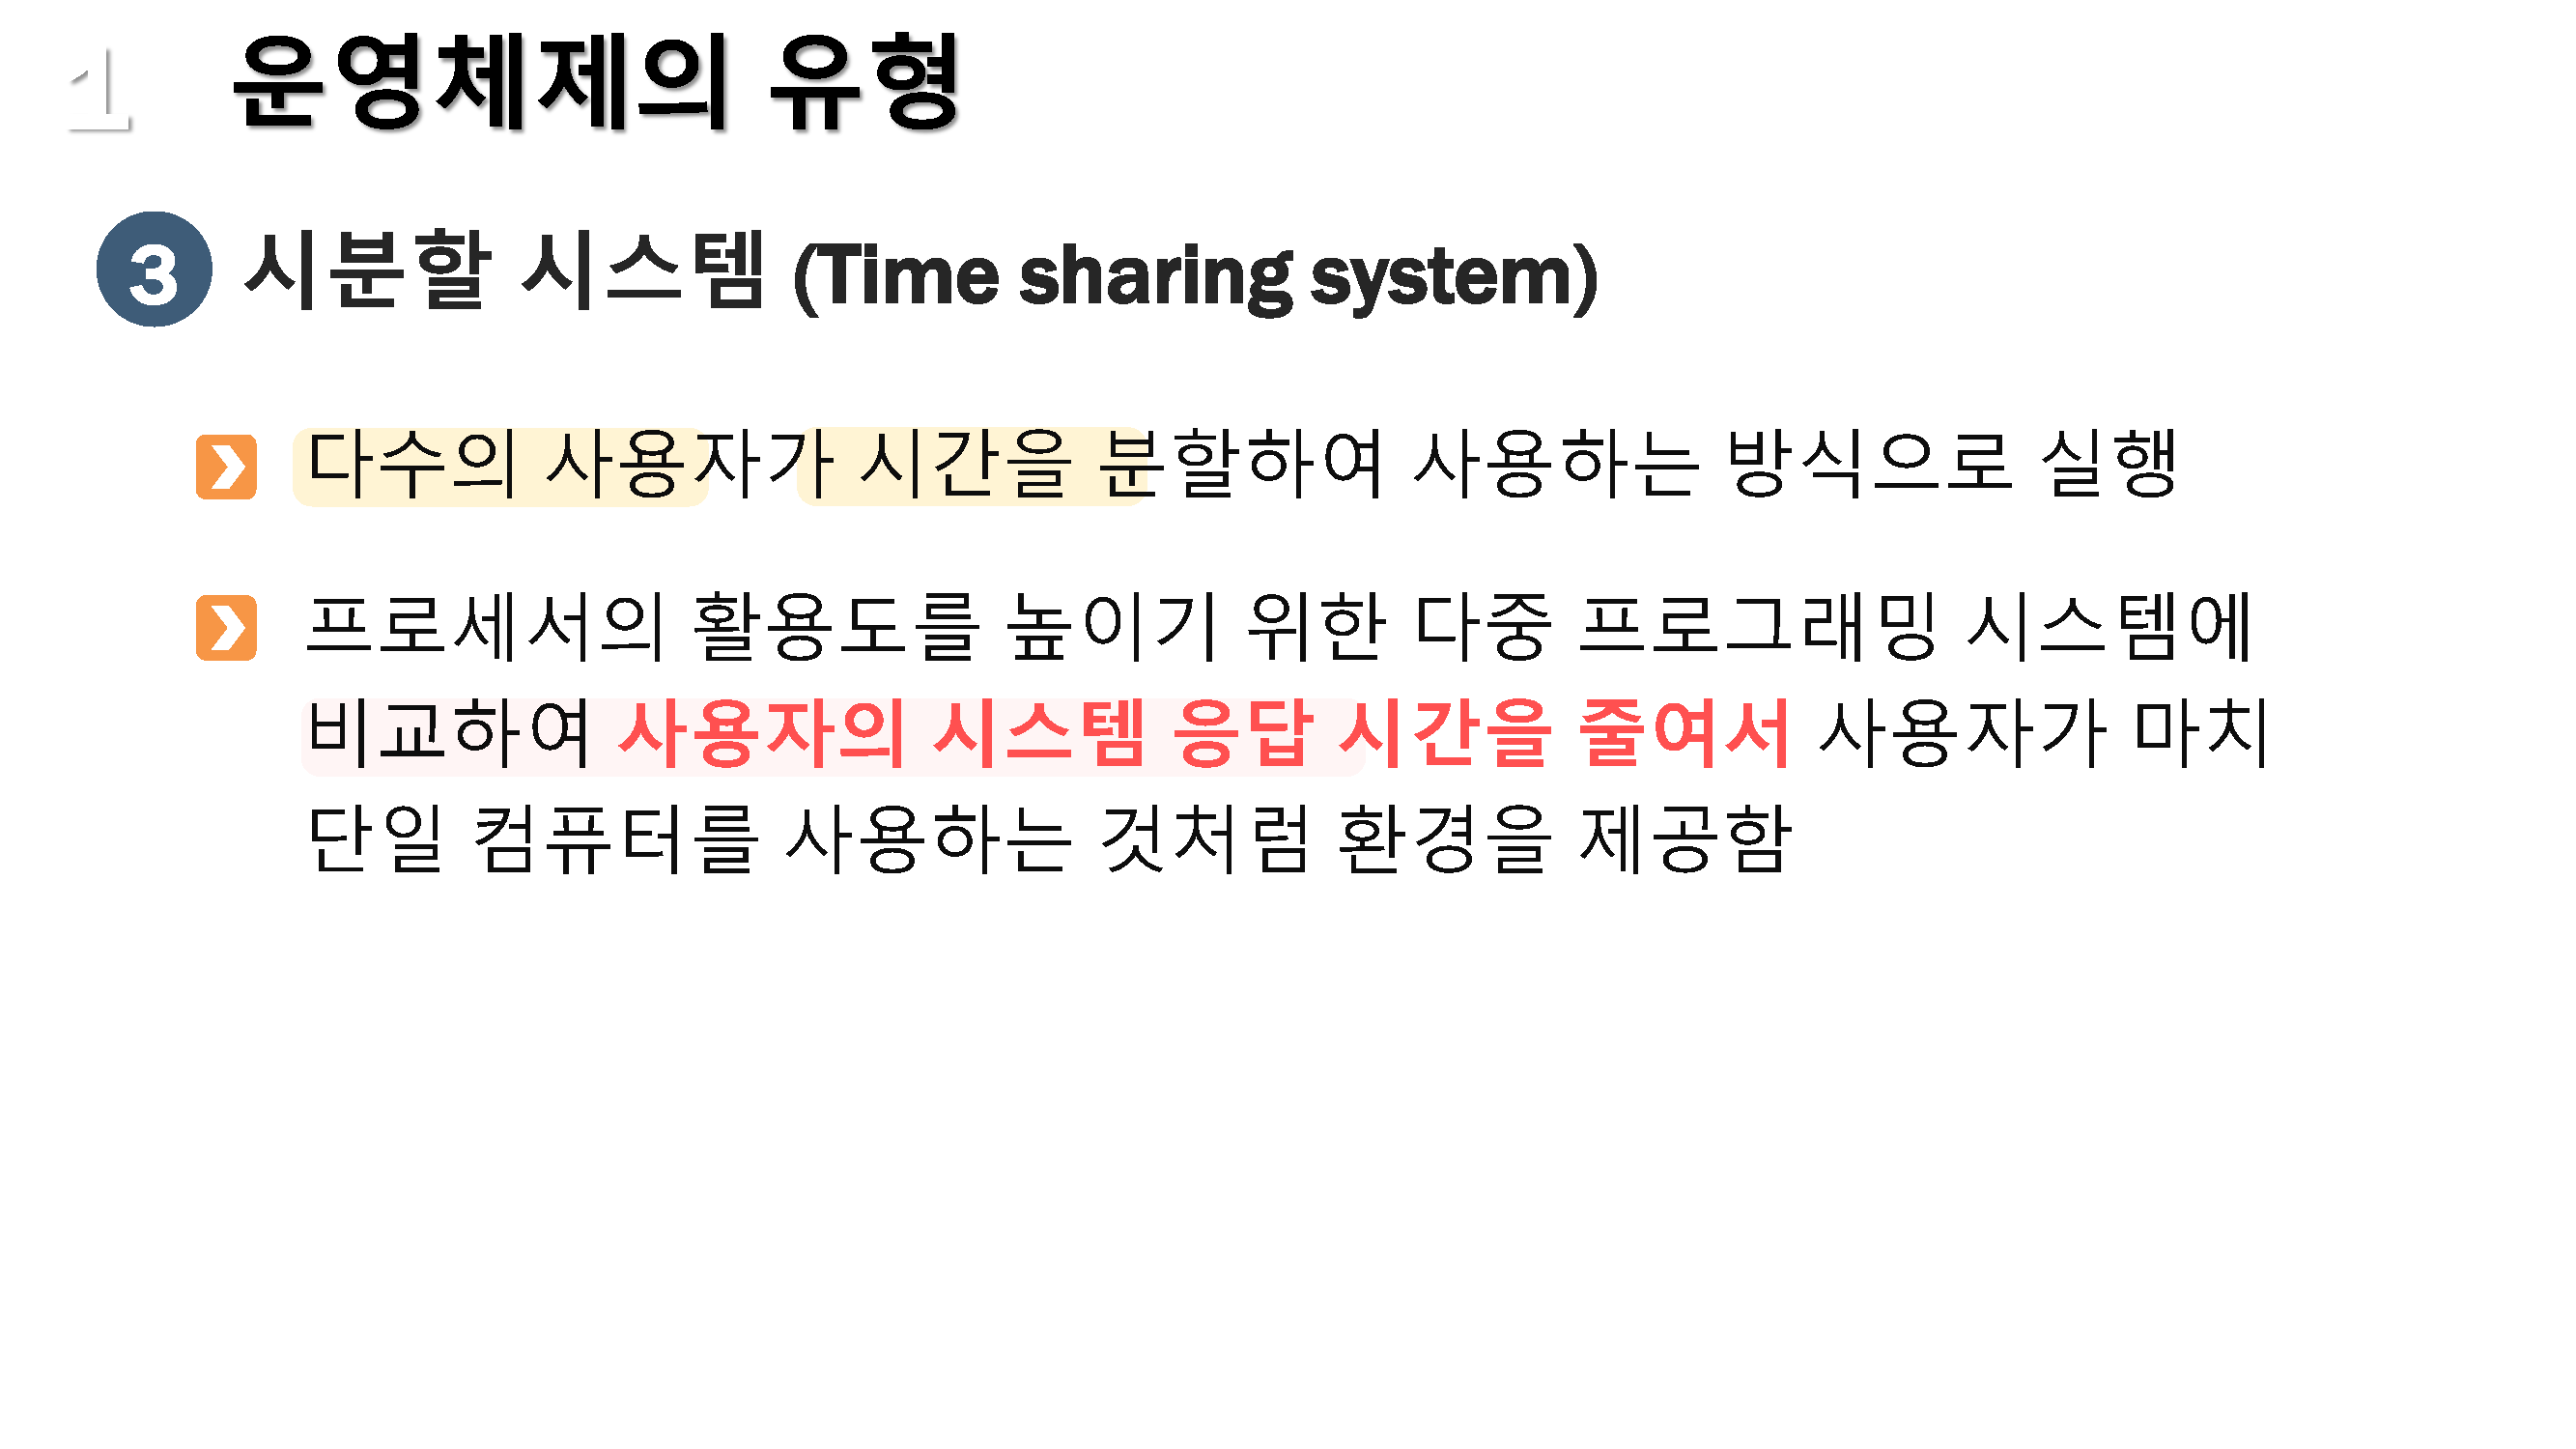 1 운영체제의 유형
3 시분할 시스템 (Time sharing system)
다수의 사용자가 시간을 분할하여 사용하는 방식으로 실행
프로세서의 활용도를 높이기 위한 다중 프로그래밍 시스템에
비교하여 사용자의 시스템 응답 시간을 줄여서 사용자가 마치
단일 컴퓨터를 사용하는 것처럼 환경을 제공함